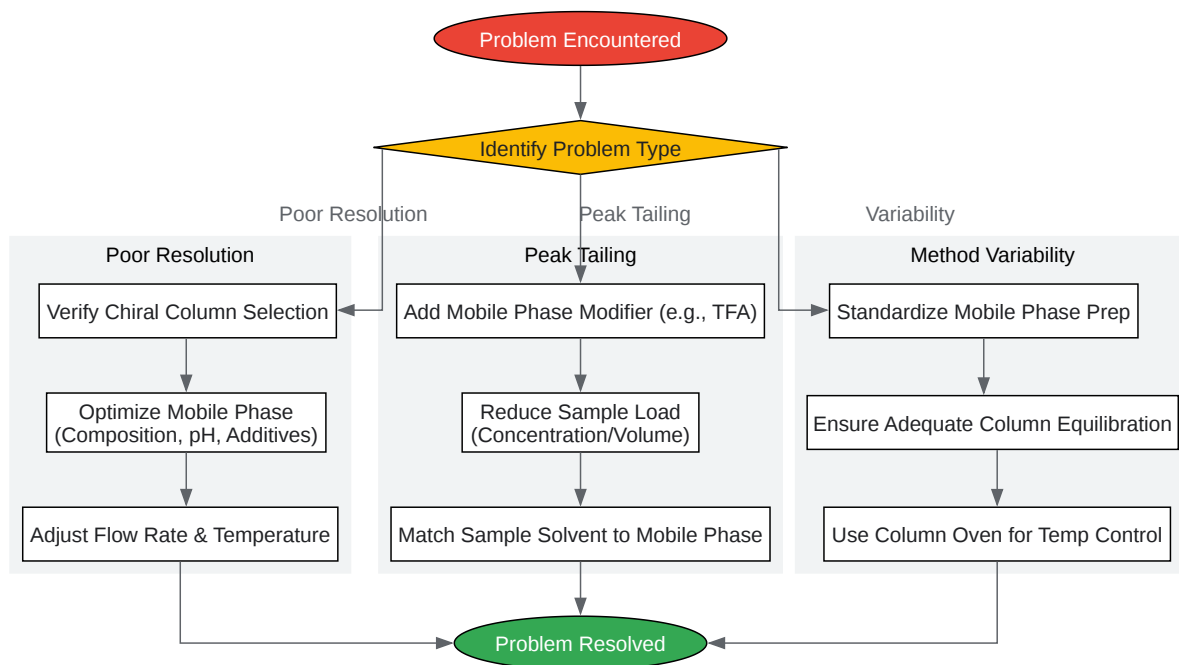 Problem Encountered
Identify Problem Type
Poor Resolution
Peak Tailing
Variability
Poor Resolution
Verify Chiral Column Selection
Optimize Mobile Phase
(Composition, pH, Additives)
Adjust Flow Rate & Temperature
Peak Tailing
Add Mobile Phase Modifier (e.g., TFA)
Reduce Sample Load
(Concentration/Volume)
Match Sample Solvent to Mobile Phase
Method Variability
Standardize Mobile Phase Prep
Ensure Adequate Column Equilibration
Use Column Oven for Temp Control
Problem Resolved